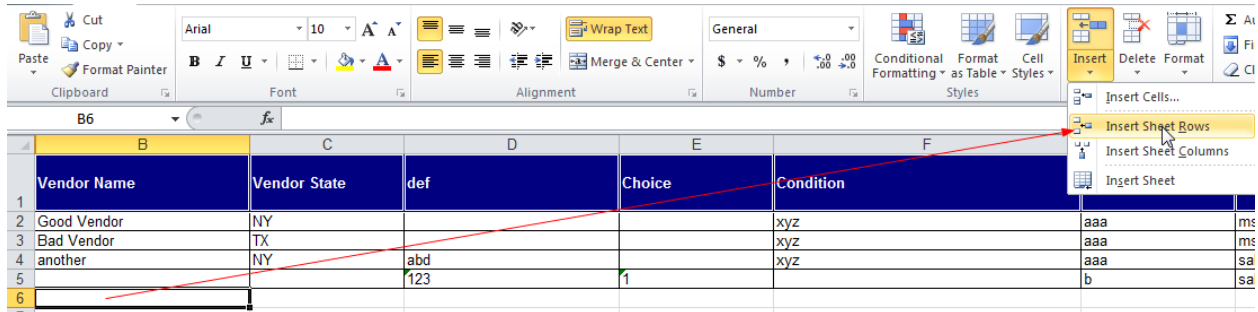 Cut
Copy
Paste
Format Painter
Clipboard
Arial
10
A A
B I U
A
Font
Wrap Text
Merge & Center
Alignment
General
$ % , .00 .0 .00
Number
Conditional Formatting
Format as Table
Cell Styles
Styles
Insert Delete Format
Σ
Insert Cells...
Insert Sheet Rows
Insert Sheet Columns
Insert Sheet
B6 fx
B C D E F
1 Vendor Name Vendor State def Choice Condition
2 Good Vendor NY xyz aaa
3 Bad Vendor TX xyz aaa
4 another NY abd xyz aaa
5 123 1 b
6